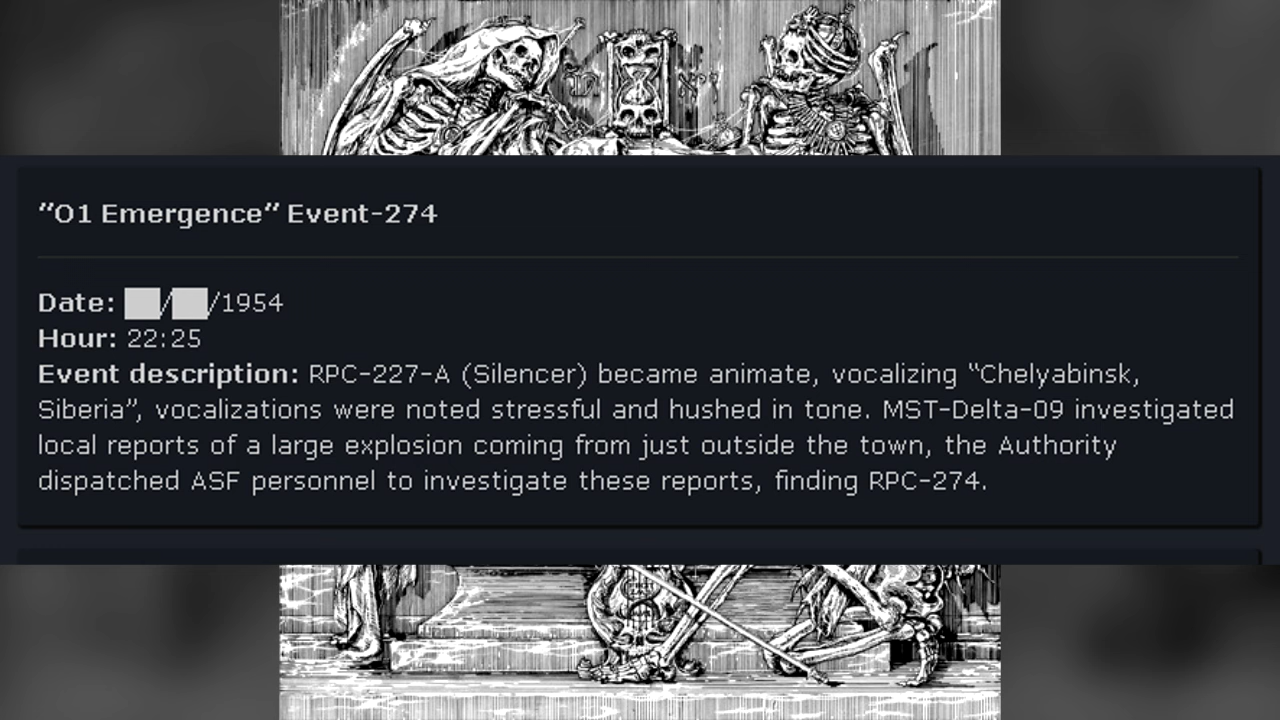 “O1 Emergence” Event-274
Date: ██/██/1954
Hour: 22:25
Event description: RPC-227-A (Silencer) became animate, vocalizing “Chelyabinsk,
Siberia”, vocalizations were noted stressful and hushed in tone. MST-Delta-09 investigated
local reports of a large explosion coming from just outside the town, the Authority
dispatched ASF personnel to investigate these reports, finding RPC-274.